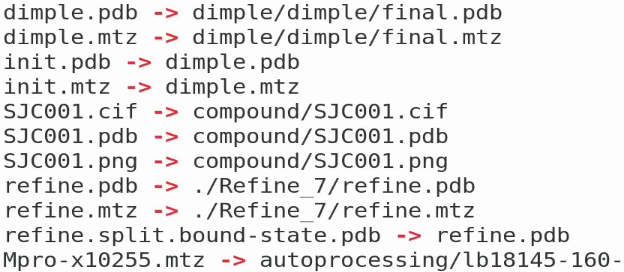 dimple.pdb -> dimple/dimple/final.pdb
dimple.mtz -> dimple/dimple/final.mtz
init.pdb -> dimple.pdb
init.mtz -> dimple.mtz
SJC001.cif -> compound/SJC001.cif
SJC001.pdb -> compound/SJC001.pdb
SJC001.png -> compound/SJC001.png
refine.pdb -> ./Refine_7/refine.pdb
refine.mtz -> ./Refine_7/refine.mtz
refine.split.bound-state.pdb -> refine.pdb
Mpro-x10255.mtz -> autoprocessing/lb18145-160-